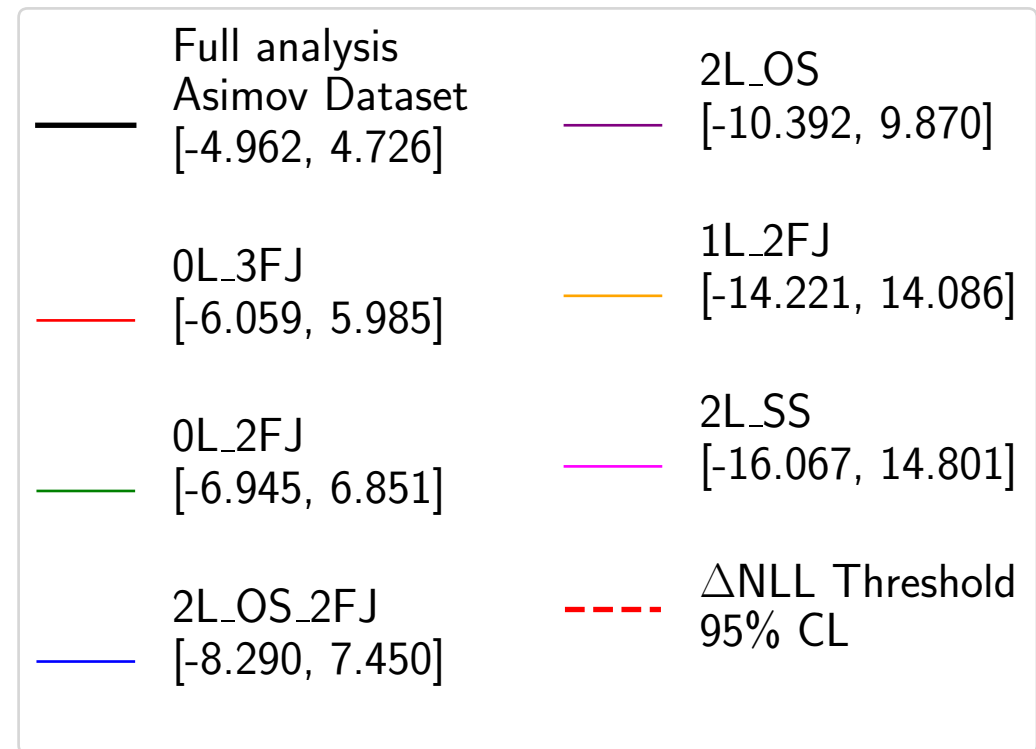 Full analysis
Asimov Dataset
[-4.962, 4.726]
0L_3FJ
[-6.059, 5.985]
0L_2FJ
[-6.945, 6.851]
2L_OS_2FJ
[-8.290, 7.450]
2L_OS
[-10.392, 9.870]
1L_2FJ
[-14.221, 14.086]
2L_SS
[-16.067, 14.801]
ΔNLL Threshold
95% CL